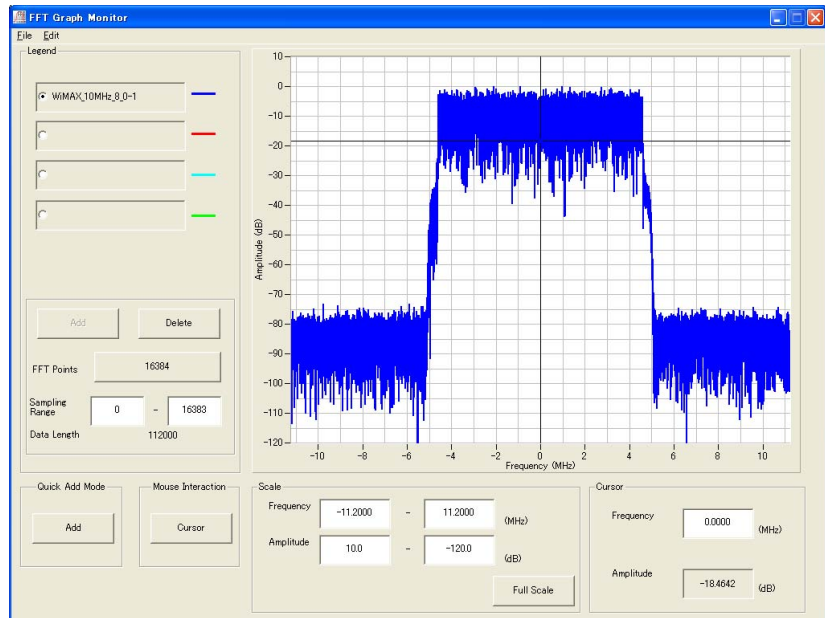 FFT Graph Monitor
File Edit
Legend
WiMAX_10MHz_8_0-1
Add Delete
FFT Points 16384
Sampling Range 0 - 16383
Data Length 112000
Quick Add Mode
Add
Mouse Interaction
Cursor
10
0
-10
-20
-30
-40
-50
-60
-70
-80
-90
-100
-110
-120
Amplitude (dB)
-10 -8 -6 -4 -2 0 2 4 6 8 10
Frequency (MHz)
Scale
Frequency -11.2000 - 11.2000 (MHz)
Amplitude 10.0 - -120.0 (dB)
Full Scale
Cursor
Frequency 0.0000 (MHz)
Amplitude -18.4642 (dB)